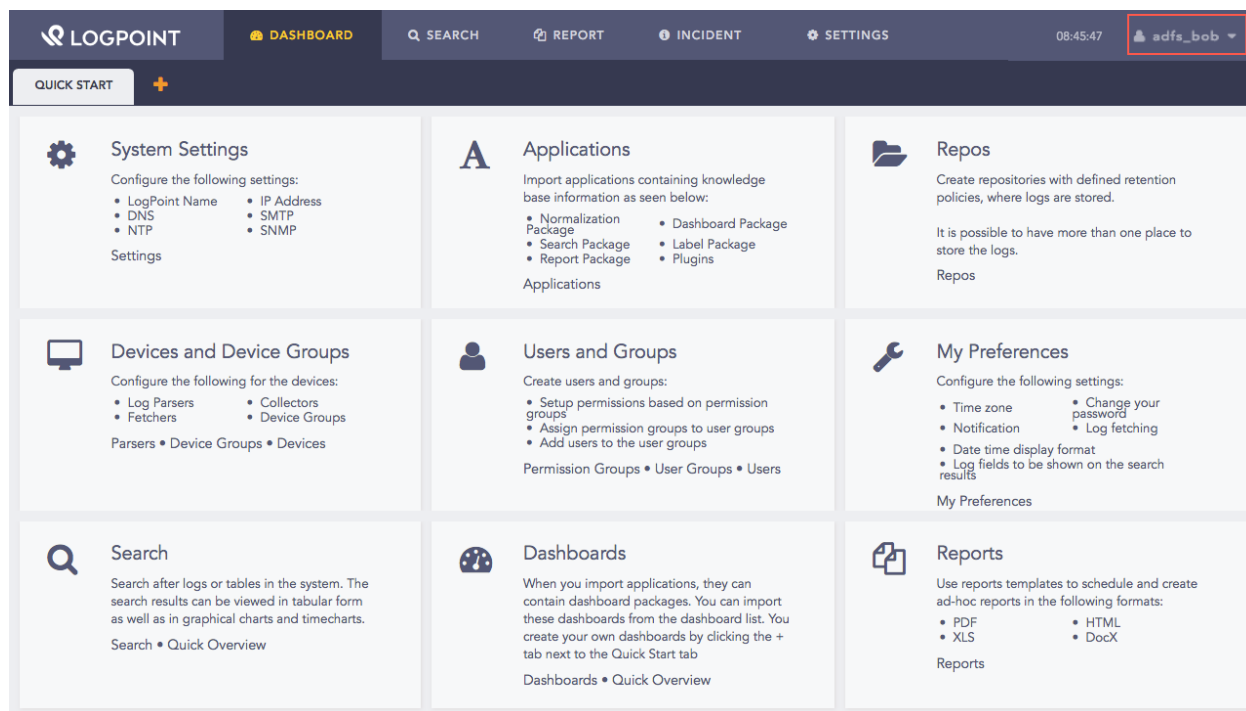 LOGPOINT
DASHBOARD
SEARCH
REPORT
INCIDENT
SETTINGS
08:45:47
adfs_bob
QUICK START
System Settings
Configure the following settings:
• LogPoint Name
• IP Address
• DNS
• SMTP
• NTP
• SNMP
Settings
Applications
Import applications containing knowledge
base information as seen below:
• Normalization
Package
• Dashboard Package
• Search Package
• Label Package
• Report Package
• Plugins
Applications
Repos
Create repositories with defined retention
policies, where logs are stored.
It is possible to have more than one place to
store the logs.
Repos
Devices and Device Groups
Configure the following for the devices:
• Log Parsers
• Collectors
• Fetchers
• Device Groups
Parsers • Device Groups • Devices
Users and Groups
Create users and groups:
• Setup permissions based on permission
groups
• Assign permission groups to user groups
• Add users to the user groups
Permission Groups • User Groups • Users
My Preferences
Configure the following settings:
• Time zone
• Change your
password
• Notification
• Log fetching
• Date time display format
• Log fields to be shown on the search
results
My Preferences
Search
Search after logs or tables in the system. The
search results can be viewed in tabular form
as well as in graphical charts and timecharts.
Search • Quick Overview
Dashboards
When you import applications, they can
contain dashboard packages. You can import
these dashboards from the dashboard list. You
create your own dashboards by clicking the +
tab next to the Quick Start tab
Dashboards • Quick Overview
Reports
Use reports templates to schedule and create
ad-hoc reports in the following formats:
• PDF
• HTML
• XLS
• DocX
Reports